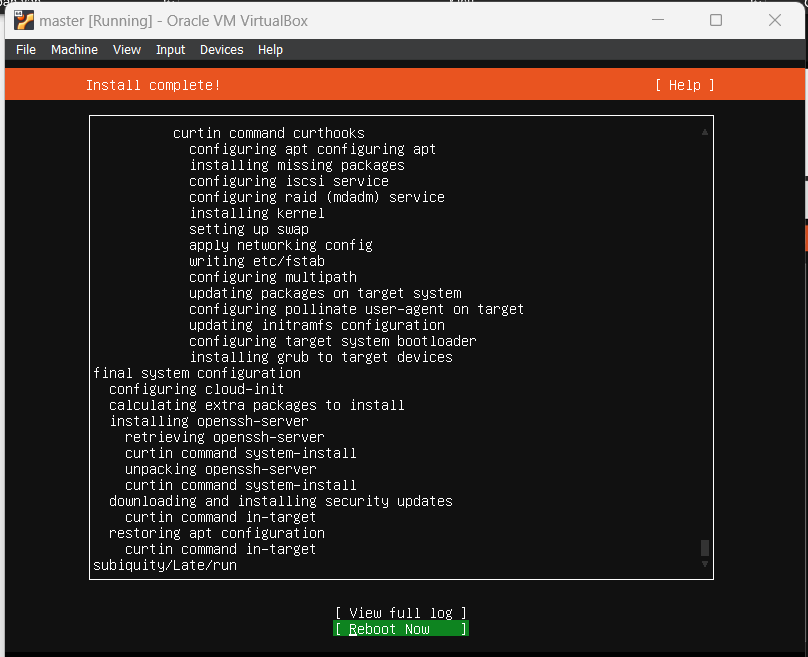 master [Running] - Oracle VM VirtualBox
File Machine View Input Devices Help
Install complete! [ Help ]
curtin command curthooks
configuring apt configuring apt
installing missing packages
configuring iscsi service
configuring raid (mdadm) service
installing kernel
setting up swap
apply networking config
writing etc/fstab
configuring multipath
updating packages on target system
configuring pollinate user-agent on target
updating initramfs configuration
configuring target system bootloader
installing grub to target devices
final system configuration
configuring cloud-init
calculating extra packages to install
installing openssh-server
retrieving openssh-server
curtin command system-install
unpacking openssh-server
curtin command system-install
downloading and installing security updates
curtin command in-target
restoring apt configuration
curtin command in-target
subiquity/Late/run
[ View full log ]
[ Reboot Now ]